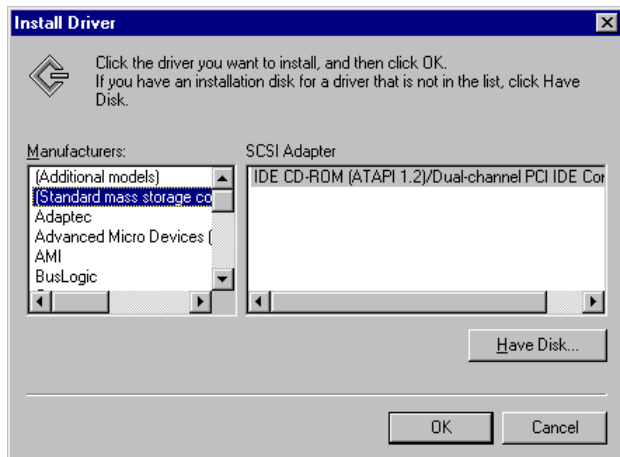 Install Driver
Click the driver you want to install, and then click OK.
If you have an installation disk for a driver that is not in the list, click Have
Disk.
Manufacturers:
SCSI Adapter
(Additional models)
(Standard mass storage co
Adaptec
Advanced Micro Devices (
AMI
BusLogic
IDE CD-ROM (ATAPI 1.2)/Dual-channel PCI IDE Con
Have Disk...
OK
Cancel